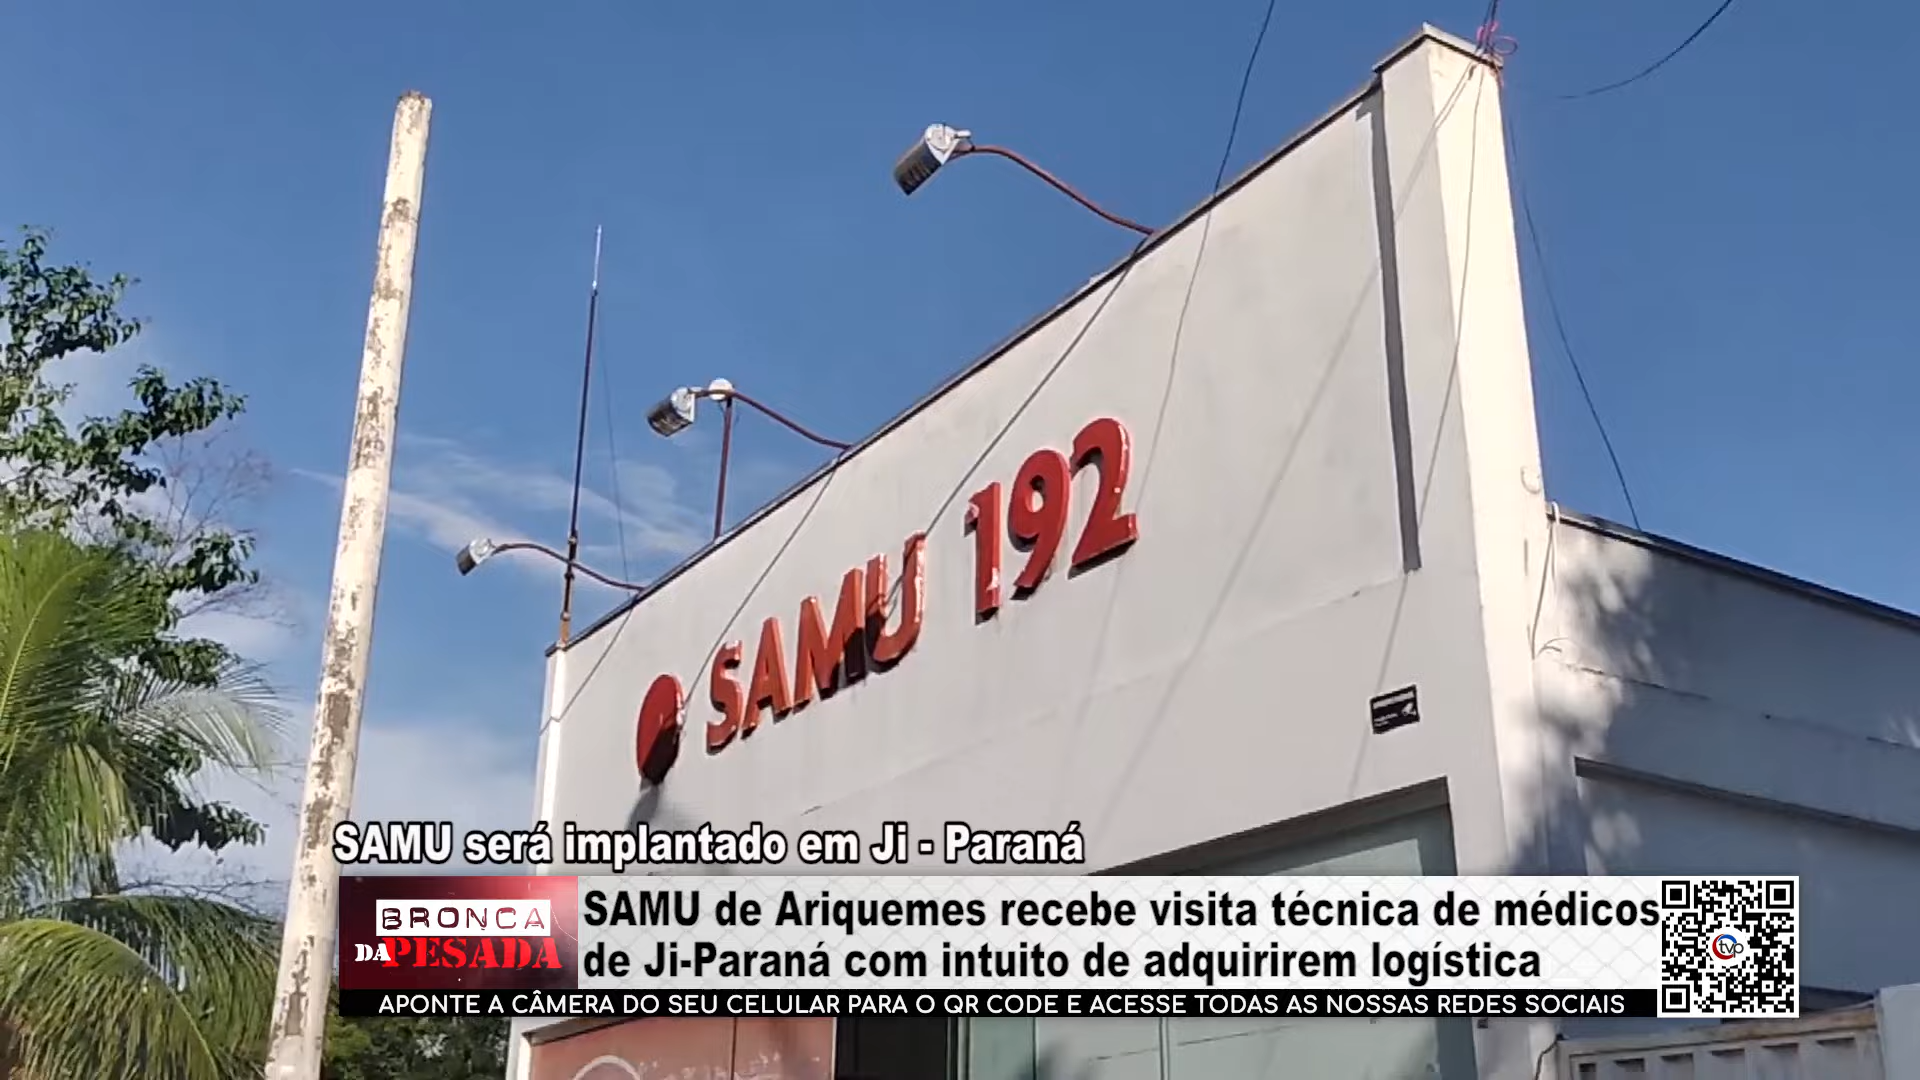 SAMU 192
SAMU será implantado em Ji - Paraná
BRONCA
DA PESADA
SAMU de Ariquemes recebe visita técnica de médicos
de Ji-Paraná com intuito de adquirirem logística
tvp
APONTE A CÂMERA DO SEU CELULAR PARA O QR CODE E ACESSE TODAS AS NOSSAS REDES SOCIAIS